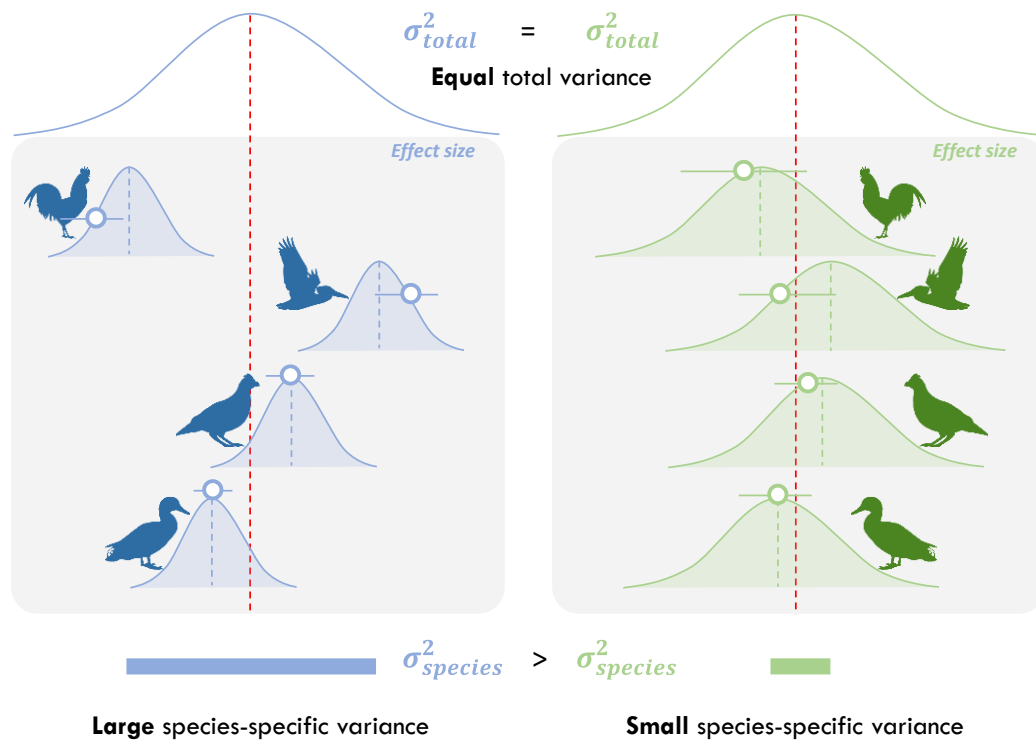 σ²total = σ²total
Equal total variance
Effect size
Effect size
σ²species > σ²species
Large species-specific variance
Small species-specific variance